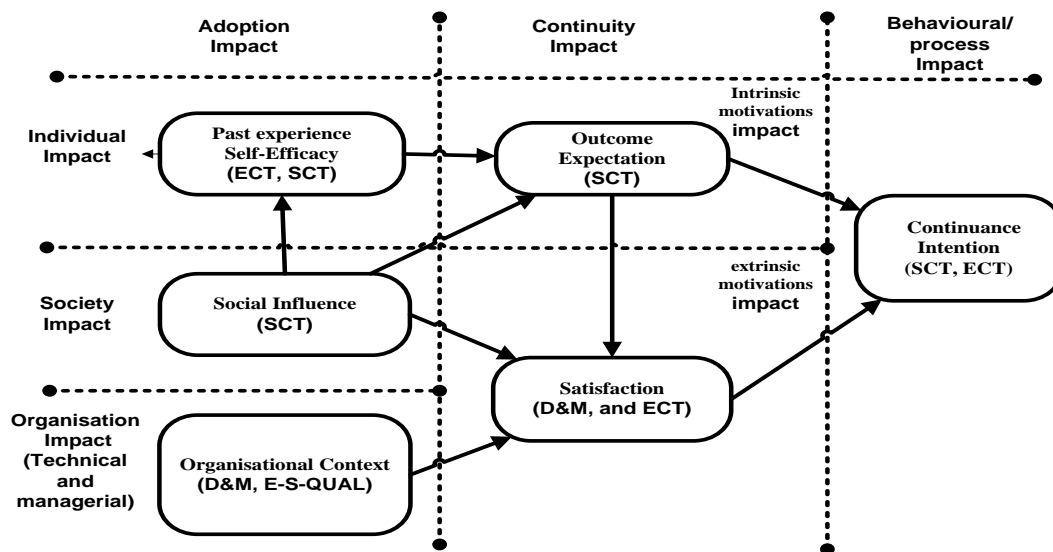 Adoption
Impact
Continuity
Impact
Behavioural/
process
Impact
Individual
Impact
Past experience
Self-Efficacy
(ECT, SCT)
Outcome
Expectation
(SCT)
Intrinsic
motivations
impact
Continuance
Intention
(SCT, ECT)
Society
Impact
Social Influence
(SCT)
extrinsic
motivations
impact
Satisfaction
(D&M, and ECT)
Organisation
Impact
(Technical
and
managerial)
Organisational Context
(D&M, E-S-QUAL)